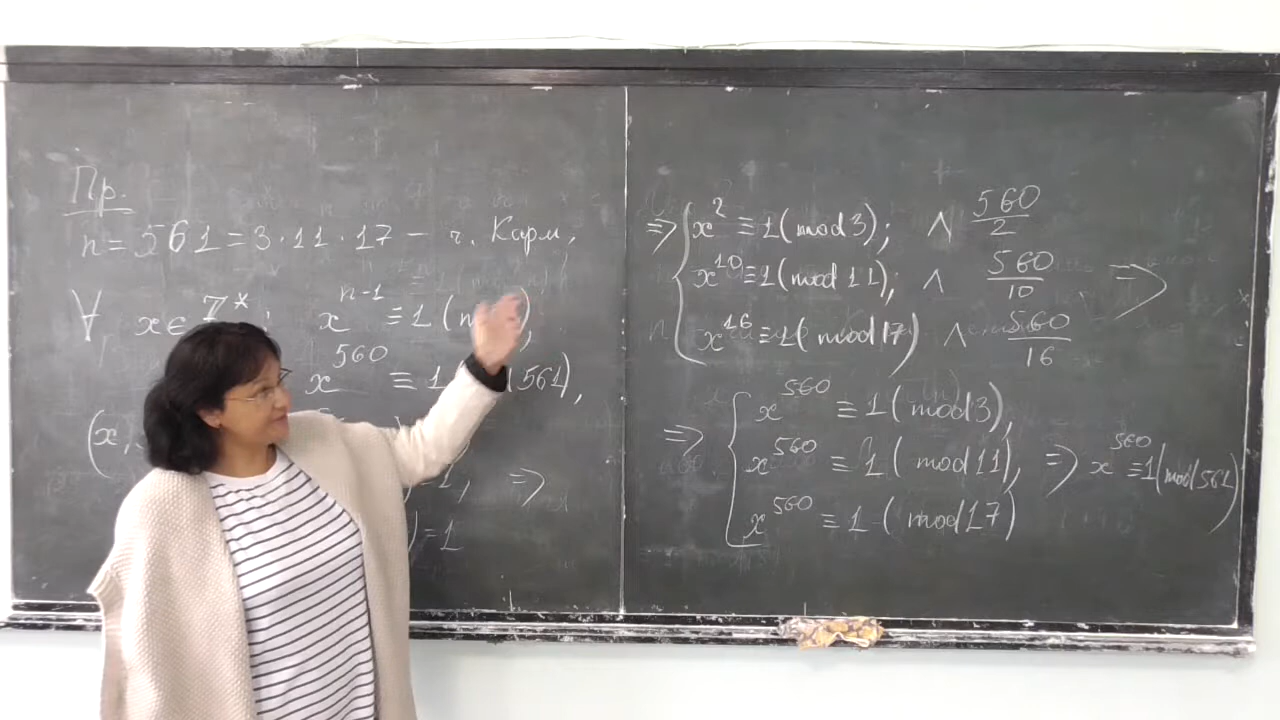 Пр.
n = 561 = 3 · 11 · 17 – ч. Карм,
∀ x ∈ Z* : x^{n-1} ≡ 1 (
x^{560} ≡ 1 (561),
(x,
1, ⇒
) = 1
⇒ { x^2 ≡ 1 (mod 3); ∧ 560/2
x^{10} ≡ 1 (mod 11); ∧ 560/10 ⇒
x^{16} ≡ 1 (mod 17) ∧ 560/16
⇒ { x^{560} ≡ 1 (mod 3),
x^{560} ≡ 1 (mod 11), ⇒ x^{560} ≡ 1 (mod 561)
x^{560} ≡ 1 (mod 17)